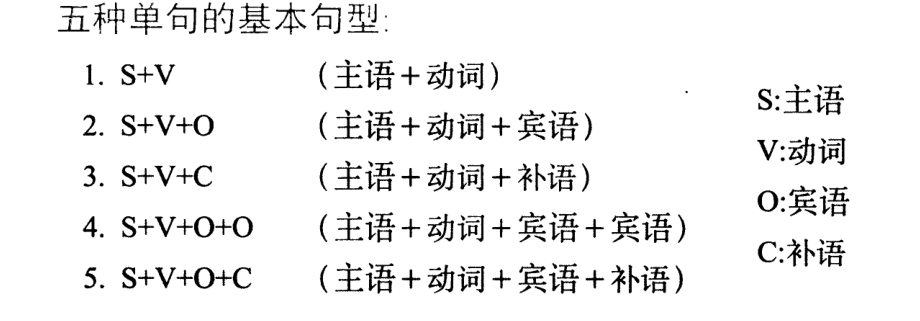 五种单句的基本句型:
1. S+V （主语+动词）
2. S+V+O （主语+动词+宾语）
3. S+V+C （主语+动词+补语）
4. S+V+O+O （主语+动词+宾语+宾语）
5. S+V+O+C （主语+动词+宾语+补语）
S:主语
V:动词
O:宾语
C:补语